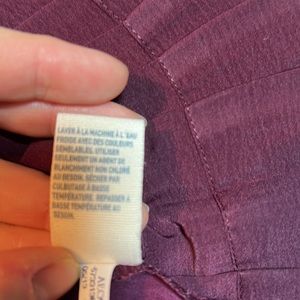 LAVER À LA MACHINE À L'EAU
FROIDE AVEC DES COULEURS
SEMBLABLES. UTILISER
SEULEMENT UN AGENT DE
BLANCHIMENT NON CHLORÉ
AU BESOIN. SÉCHER PAR
CULBUTAGE À BASSE
TEMPÉRATURE. REPASSER À
BASSE TEMPÉRATURE AU
BESOIN.